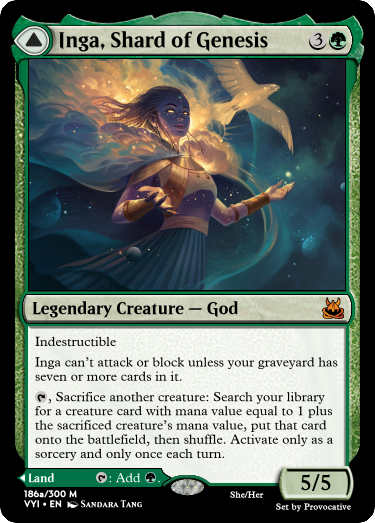 Inga, Shard of Genesis 3
Legendary Creature — God
Indestructible
Inga can't attack or block unless your graveyard has
seven or more cards in it.
, Sacrifice another creature: Search your library
for a creature card with mana value equal to 1 plus
the sacrificed creature's mana value, put that card
onto the battlefield, then shuffle. Activate only as a
sorcery and only once each turn.
Land : Add .
5/5
186a/300 M
VYI • EN Sandara Tang
She/Her
Set by Provocative